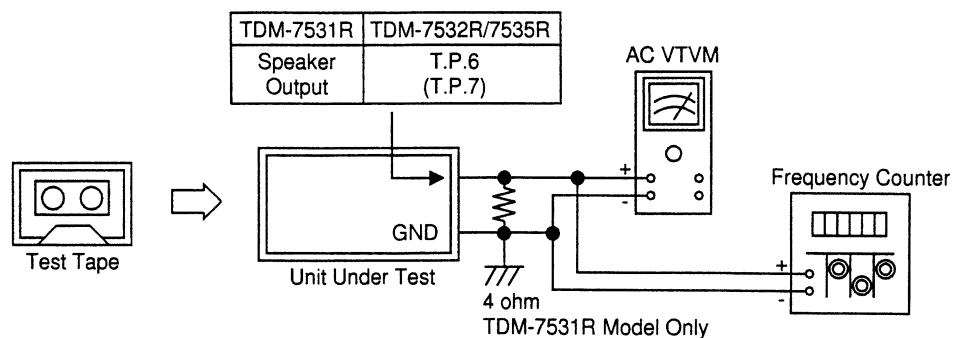 TDM-7531R TDM-7532R/7535R
Speaker Output T.P.6 (T.P.7)
AC VTVM
+
-
Frequency Counter
GND
+
-
Test Tape
Unit Under Test
4 ohm
TDM-7531R Model Only